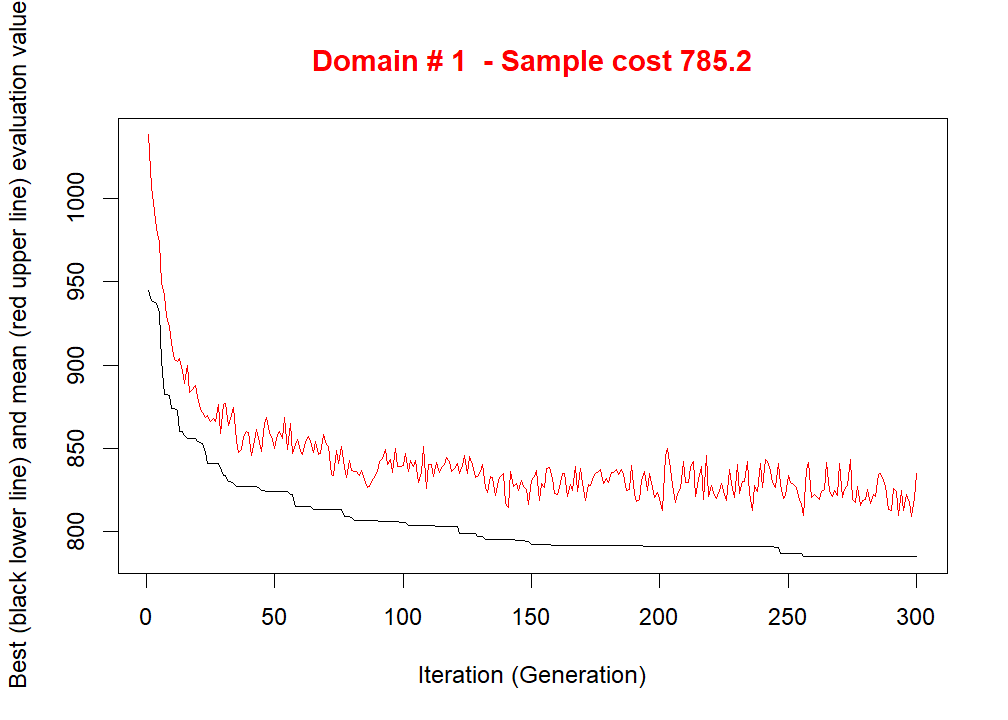 Domain # 1  - Sample cost 785.2
Best (black lower line) and mean (red upper line) evaluation value
1000
950
900
850
800
0 50 100 150 200 250 300
Iteration (Generation)